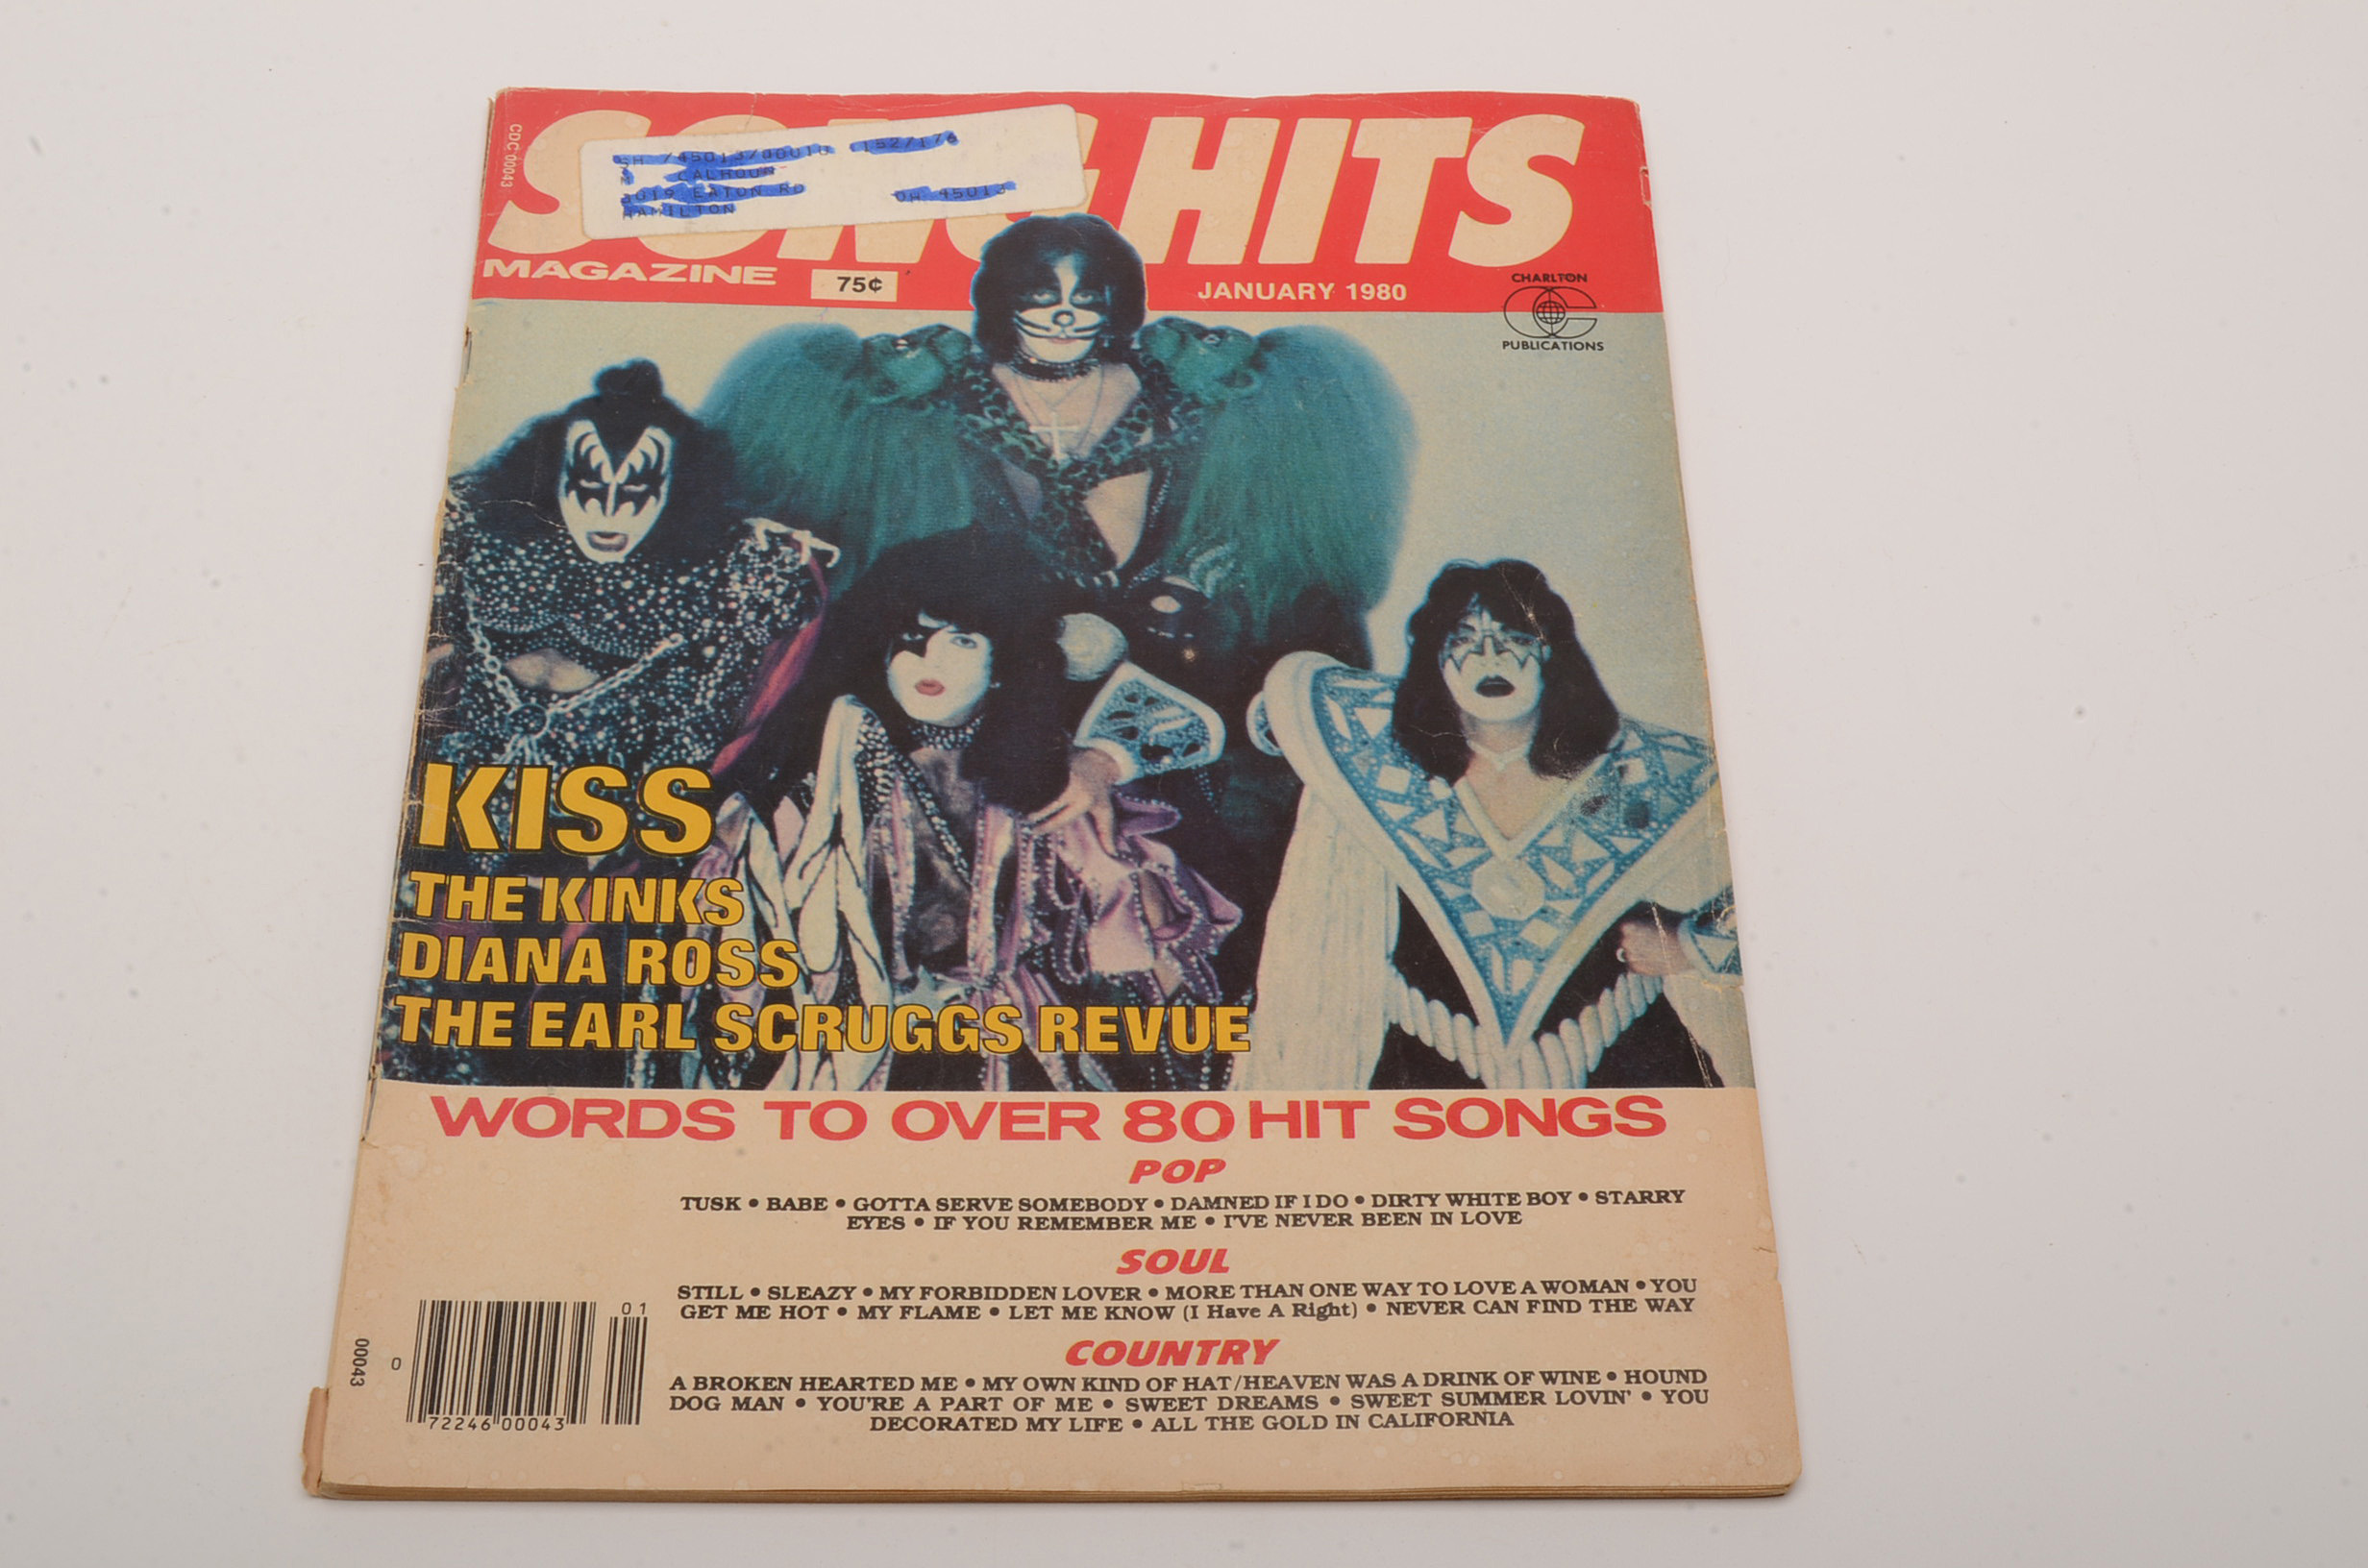 CDC 00043
SONG HITS
MAGAZINE
75¢
JANUARY 1980
CHARLTON
PUBLICATIONS
KISS
THE KINKS
DIANA ROSS
THE EARL SCRUGGS REVUE
WORDS TO OVER 80 HIT SONGS
POP
TUSK • BABE • GOTTA SERVE SOMEBODY • DAMNED IF I DO • DIRTY WHITE BOY • STARRY
EYES • IF YOU REMEMBER ME • I'VE NEVER BEEN IN LOVE
SOUL
STILL • SLEAZY • MY FORBIDDEN LOVER • MORE THAN ONE WAY TO LOVE A WOMAN • YOU
GET ME HOT • MY FLAME • LET ME KNOW (I Have A Right) • NEVER CAN FIND THE WAY
COUNTRY
A BROKEN HEARTED ME • MY OWN KIND OF HAT/HEAVEN WAS A DRINK OF WINE • HOUND
DOG MAN • YOU'RE A PART OF ME • SWEET DREAMS • SWEET SUMMER LOVIN' • YOU
DECORATED MY LIFE • ALL THE GOLD IN CALIFORNIA
00043
0
01
72246 00043